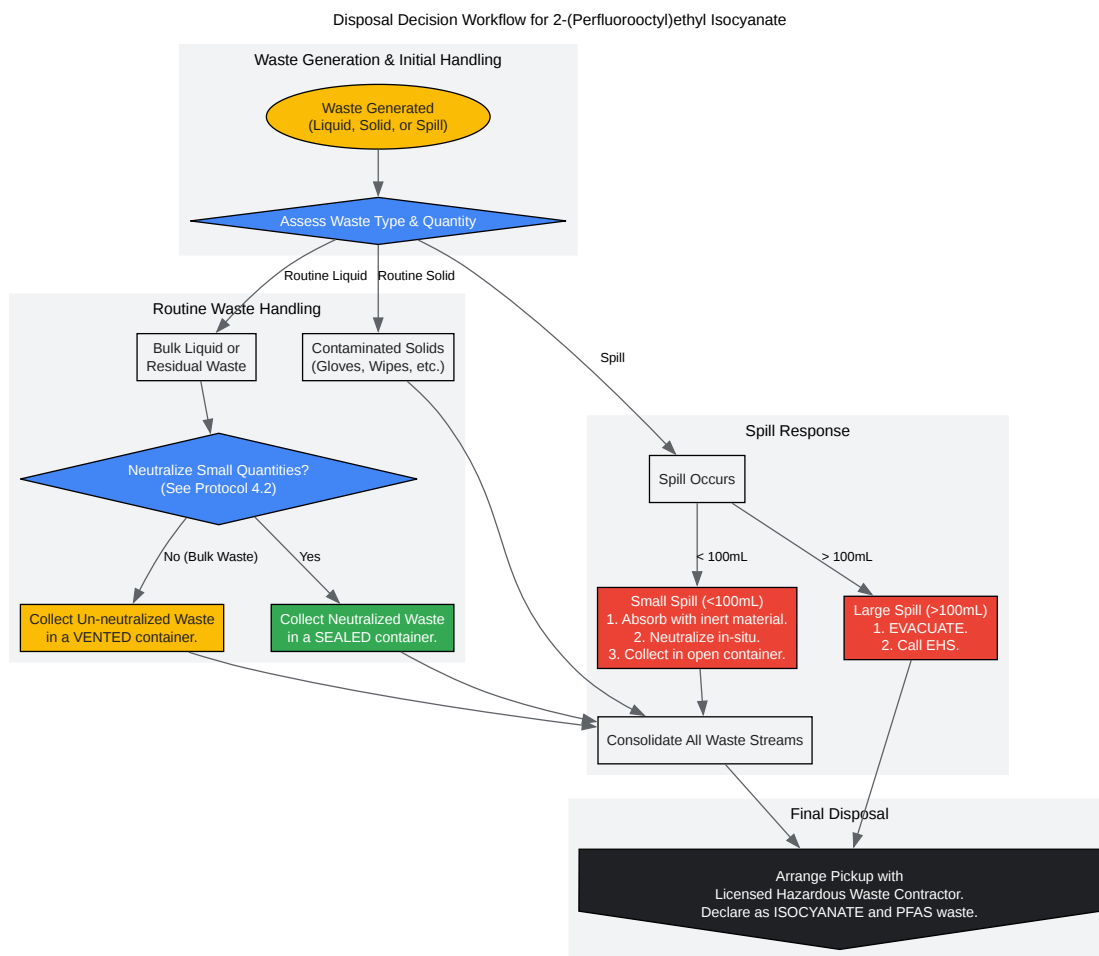 Disposal Decision Workflow for 2-(Perfluorooctyl)ethyl Isocyanate
Waste Generation & Initial Handling
Waste Generated
(Liquid, Solid, or Spill)
Assess Waste Type & Quantity
Routine Liquid
Routine Solid
Spill
Routine Waste Handling
Bulk Liquid or
Residual Waste
Contaminated Solids
(Gloves, Wipes, etc.)
Neutralize Small Quantities?
(See Protocol 4.2)
No (Bulk Waste)
Yes
Collect Un-neutralized Waste
in a VENTED container.
Collect Neutralized Waste
in a SEALED container.
Spill Response
Spill Occurs
< 100mL
> 100mL
Small Spill (<100mL)
1. Absorb with inert material.
2. Neutralize in-situ.
3. Collect in open container.
Large Spill (>100mL)
1. EVACUATE.
2. Call EHS.
Consolidate All Waste Streams
Final Disposal
Arrange Pickup with
Licensed Hazardous Waste Contractor.
Declare as ISOCYANATE and PFAS waste.